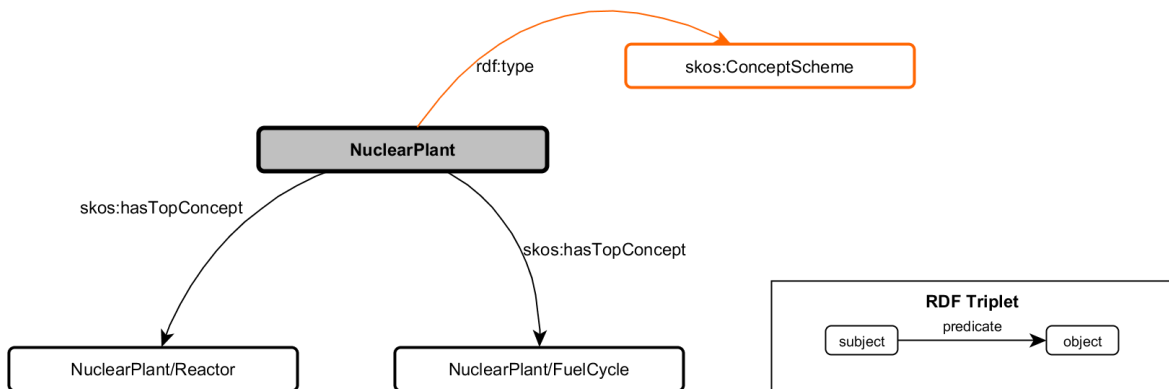 rdf:type
skos:ConceptScheme
NuclearPlant
skos:hasTopConcept
skos:hasTopConcept
NuclearPlant/Reactor
NuclearPlant/FuelCycle
RDF Triplet
subject
predicate
object